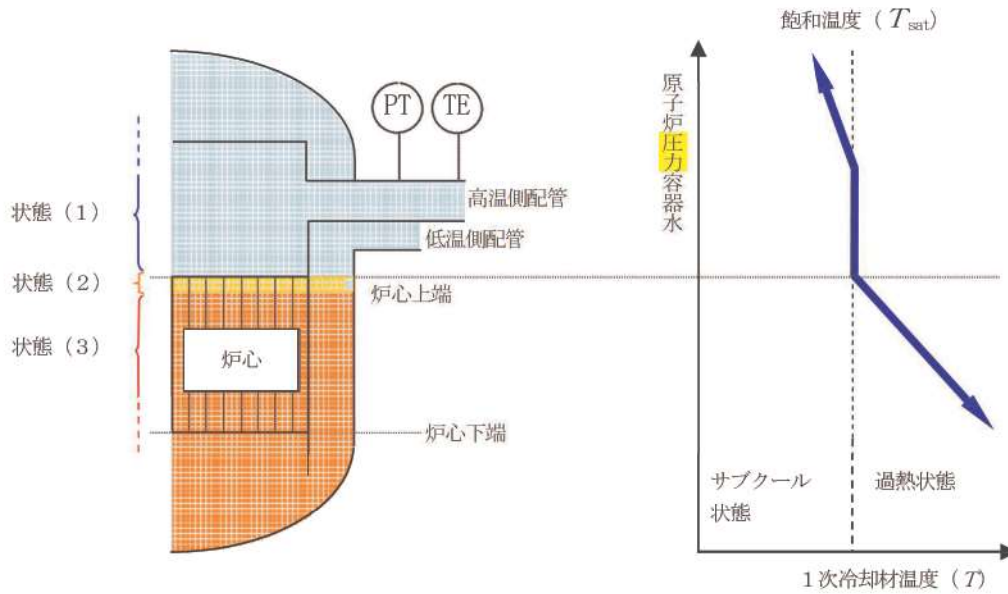 飽和温度 ( Tsat)
PT
TE
原子炉圧力容器水
高温側配管
状態 (1)
低温側配管
状態 (2)
炉心上端
状態 (3)
炉心
炉心下端
サブクール
状態
過熱状態
1次冷却材温度 ( T )